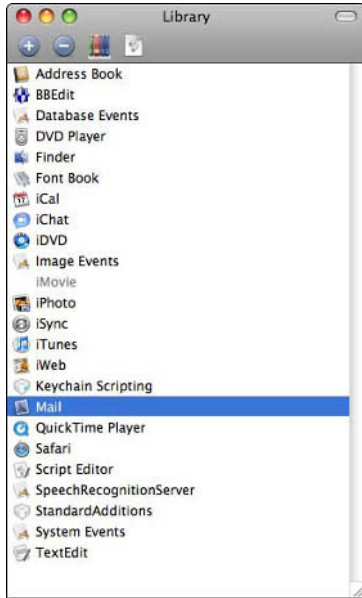 Library
Address Book
BBEdit
Database Events
DVD Player
Finder
Font Book
iCal
iChat
iDVD
Image Events
iMovie
iPhoto
iSync
iTunes
iWeb
Keychain Scripting
Mail
QuickTime Player
Safari
Script Editor
SpeechRecognitionServer
StandardAdditions
System Events
TextEdit